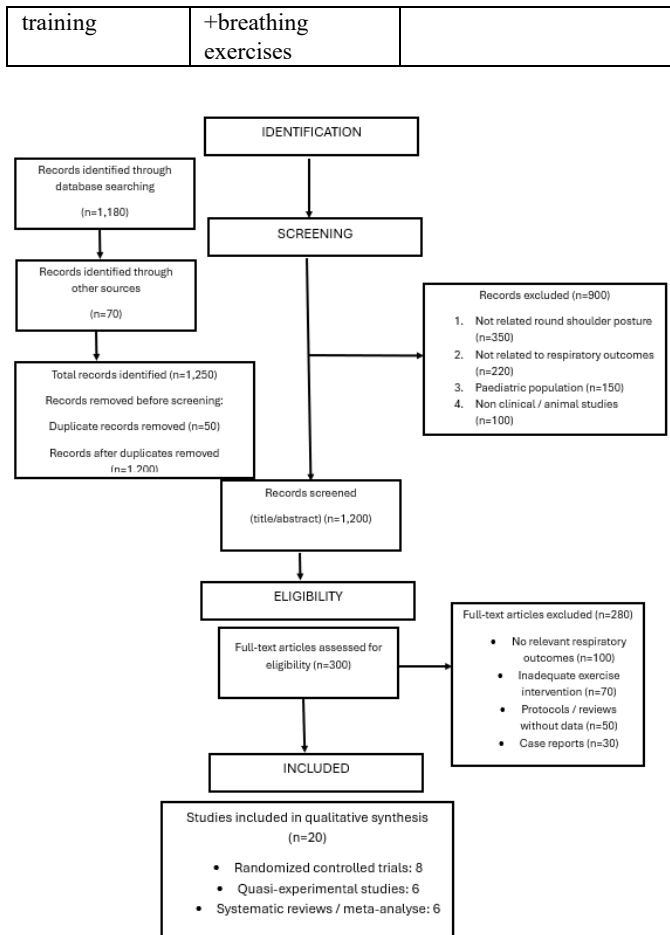 training
+breathing
exercises
IDENTIFICATION
Records identified through
database searching
(n=1,180)
SCREENING
Records identified through
other sources
(n=70)
Records excluded (n=900)
1. Not related round shoulder posture
(n=350)
2. Not related to respiratory outcomes
(n=220)
3. Paediatric population (n=150)
4. Non clinical / animal studies
(n=100)
Total records identified (n=1,250)
Records removed before screening:
Duplicate records removed (n=50)
Records after duplicates removed
(n=1,200)
Records screened
(title/abstract) (n=1,200)
ELIGIBILITY
Full-text articles assessed for
eligibility (n=300)
Full-text articles excluded (n=280)
• No relevant respiratory
outcomes (n=100)
• Inadequate exercise
intervention (n=70)
• Protocols / reviews
without data (n=50)
• Case reports (n=30)
INCLUDED
Studies included in qualitative synthesis
(n=20)
• Randomized controlled trials: 8
• Quasi-experimental studies: 6
• Systematic reviews / meta-analyse: 6